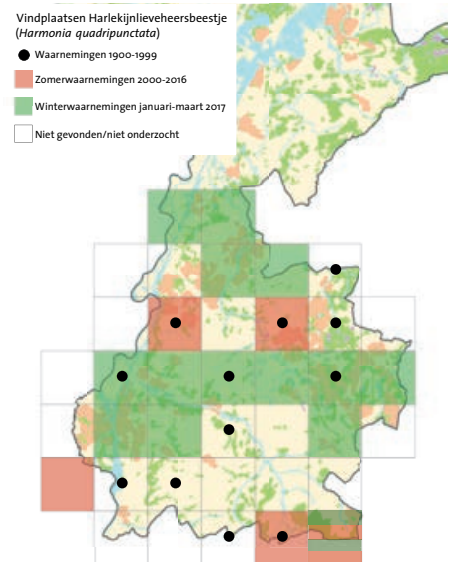 Vindplaatsen Harlekijnlieveheersbeestje
(Harmonia quadripunctata)
Waarnemingen 1900-1999
Zomerwaarnemingen 2000-2016
Winterwaarnemingen januari-maart 2017
Niet gevonden/niet onderzocht